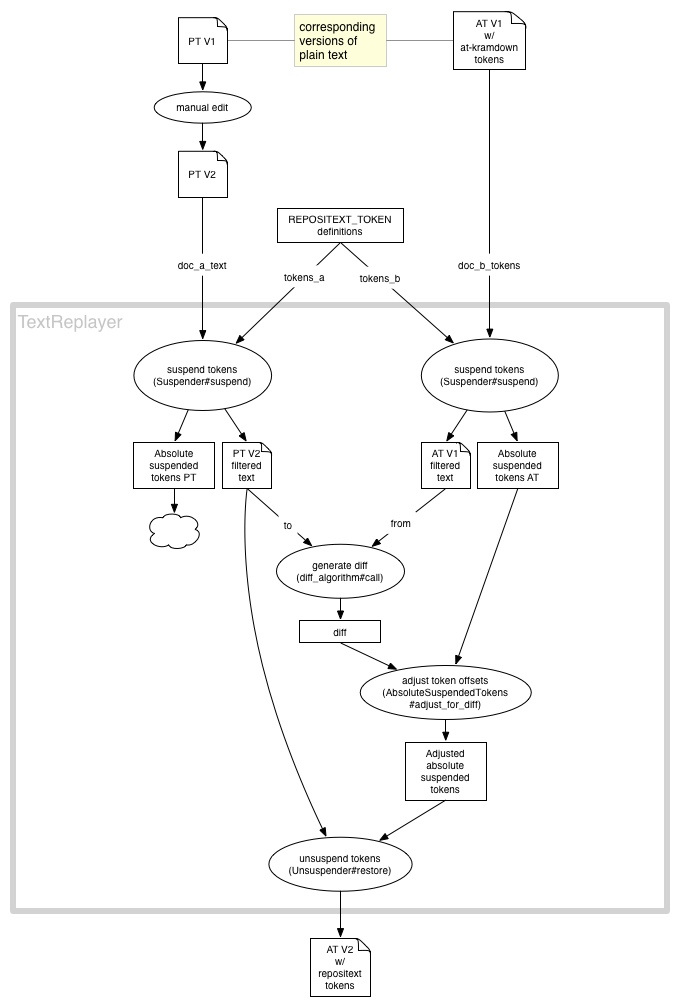 PT V1
corresponding
versions of
plain text
AT V1
w/
at-kramdown
tokens
manual edit
PT V2
REPOSITEXT_TOKEN
definitions
doc_a_text
tokens_a
tokens_b
doc_b_tokens
TextReplayer
suspend tokens
(Suspender#suspend)
suspend tokens
(Suspender#suspend)
Absolute
suspended
tokens PT
PT V2
filtered
text
AT V1
filtered
text
Absolute
suspended
tokens AT
to
from
generate diff
(diff_algorithm#call)
diff
adjust token offsets
(AbsoluteSuspendedTokens
#adjust_for_diff)
Adjusted
absolute
suspended
tokens
unsuspend tokens
(Unsuspender#restore)
AT V2
w/
repositext
tokens